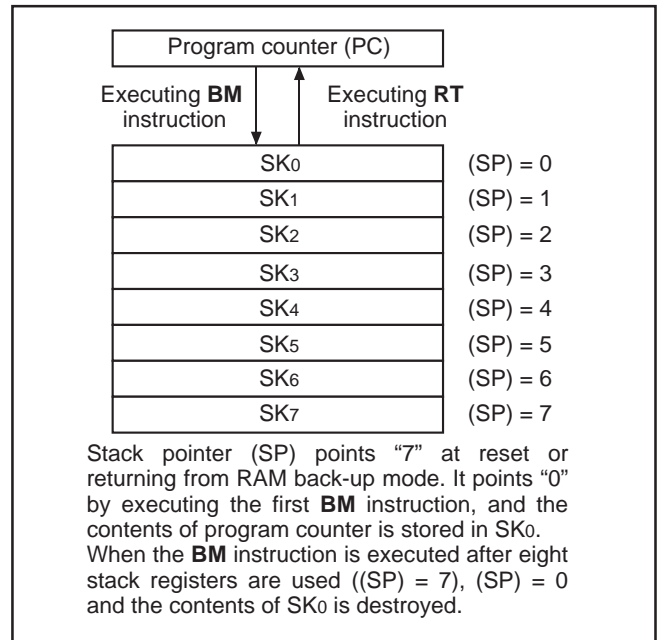 Program counter (PC)
Executing BM Executing RT
instruction instruction
SK0 (SP) = 0
SK1 (SP) = 1
SK2 (SP) = 2
SK3 (SP) = 3
SK4 (SP) = 4
SK5 (SP) = 5
SK6 (SP) = 6
SK7 (SP) = 7
Stack pointer (SP) points “7” at reset or
returning from RAM back-up mode. It points “0”
by executing the first BM instruction, and the
contents of program counter is stored in SK0.
When the BM instruction is executed after eight
stack registers are used ((SP) = 7), (SP) = 0
and the contents of SK0 is destroyed.